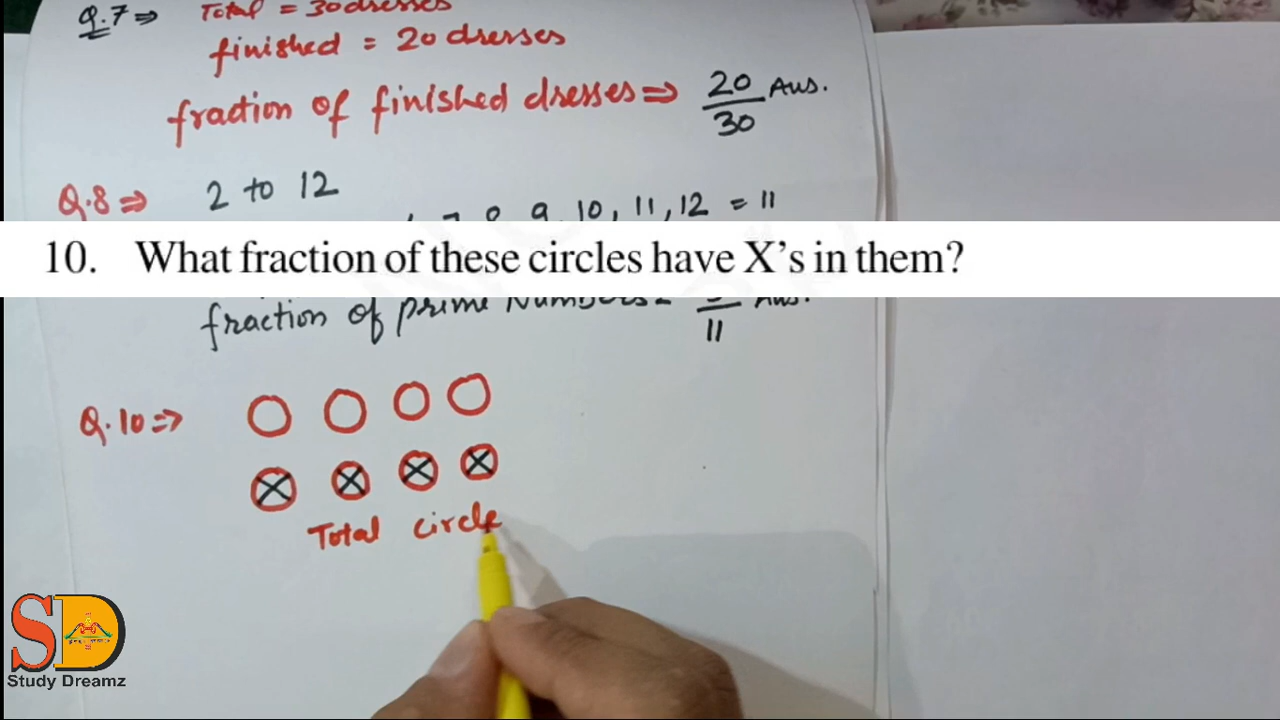 Q.7⇒ Total = 30 dresses
finished = 20 dresses
fraction of finished dresses ⇒ 20/30 Ans.
Q.8⇒ 2 to 12
9, 10, 11, 12 = 11
10. What fraction of these circles have X's in them?
fraction of prime Numbers = /11 Ans.
Q.10⇒
Total circle
SD
Study Dreamz